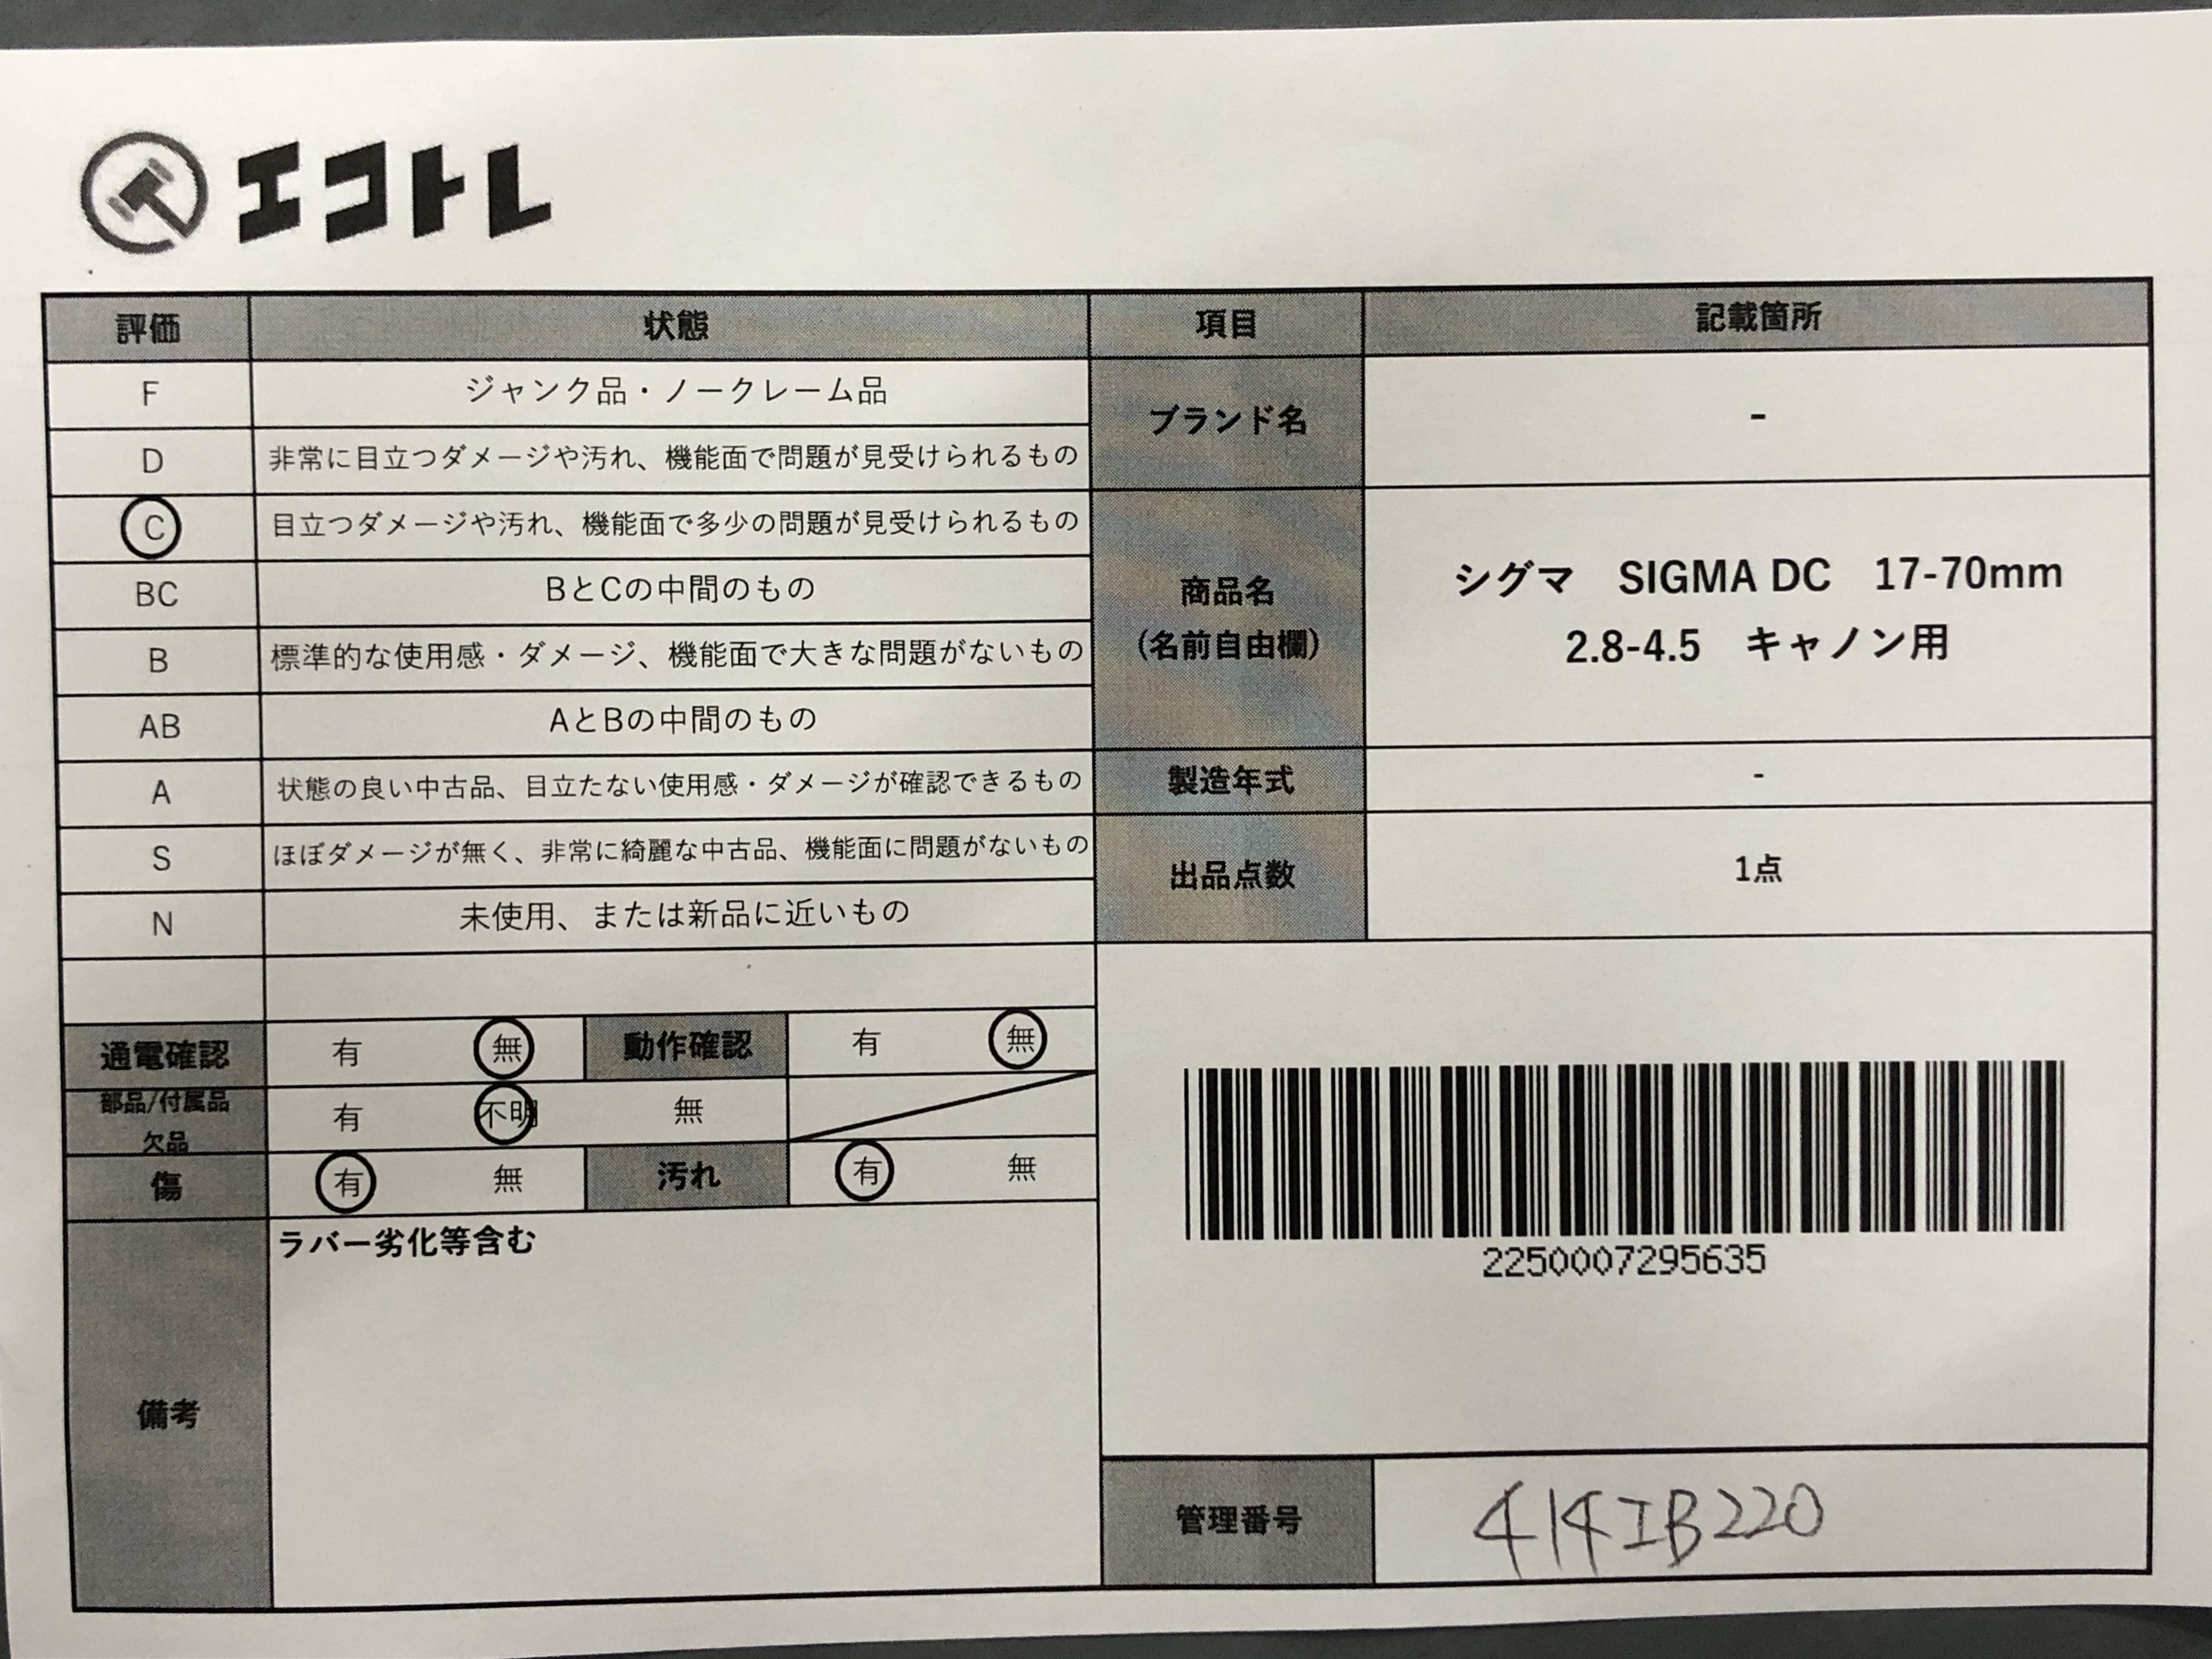 エコトレ
評価 状態 項目 記載箇所
F ジャンク品・ノークレーム品
D 非常に目立つダメージや汚れ、機能面で問題が見受けられるもの
C 目立つダメージや汚れ、機能面で多少の問題が見受けられるもの
BC BとCの中間のもの
B 標準的な使用感・ダメージ、機能面で大きな問題がないもの
AB AとBの中間のもの
A 状態の良い中古品、目立たない使用感・ダメージが確認できるもの
S ほぼダメージが無く、非常に綺麗な中古品、機能面に問題がないもの
N 未使用、または新品に近いもの
ブランド名 -
商品名
(名前自由欄)
シグマ SIGMA DC 17-70mm
2.8-4.5 キャノン用
製造年式 -
出品点数 1点
通電確認 有 無 動作確認 有 無
部品/付属品
欠品
有 不明 無
傷 有 無 汚れ 有 無
備考
ラバー劣化等含む
2250007295635
管理番号 414IB220